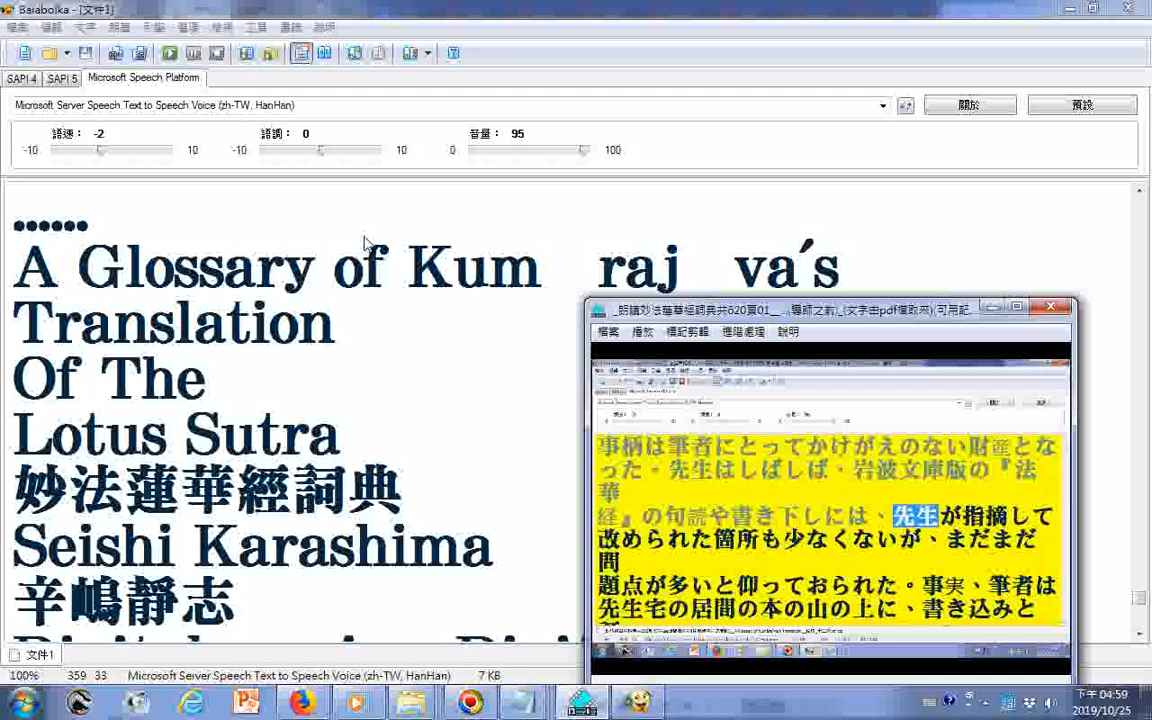 Balabolka - [文件1]
SAPI 4 SAPI 5 Microsoft Speech Platform
Microsoft Server Speech Text to Speech Voice (zh-TW, HanHan) 關於 預設
語速： -2 語調： 0 音量： 95
-10 10 -10 10 0 100
••••••
A Glossary of Kum raj va's
Translation
Of The
Lotus Sutra
妙法蓮華經詞典
Seishi Karashima
辛嶋靜志
檔案 播放 標記剪輯 進階處理 說明
事柄は筆者にとってかけがえのない財産とな
った。先生はしばしば、岩波文庫版の『法
華
経』の句読や書き下しには、先生が指摘して
改められた箇所も少なくないが、まだまだ
問
題点が多いと仰っておられた。事実、筆者は
先生宅の居間の本の山の上に、書き込みと
文件1
100% 359 33 Microsoft Server Speech Text to Speech Voice (zh-TW, HanHan) 7 KB
下午 04:59
2019/10/25